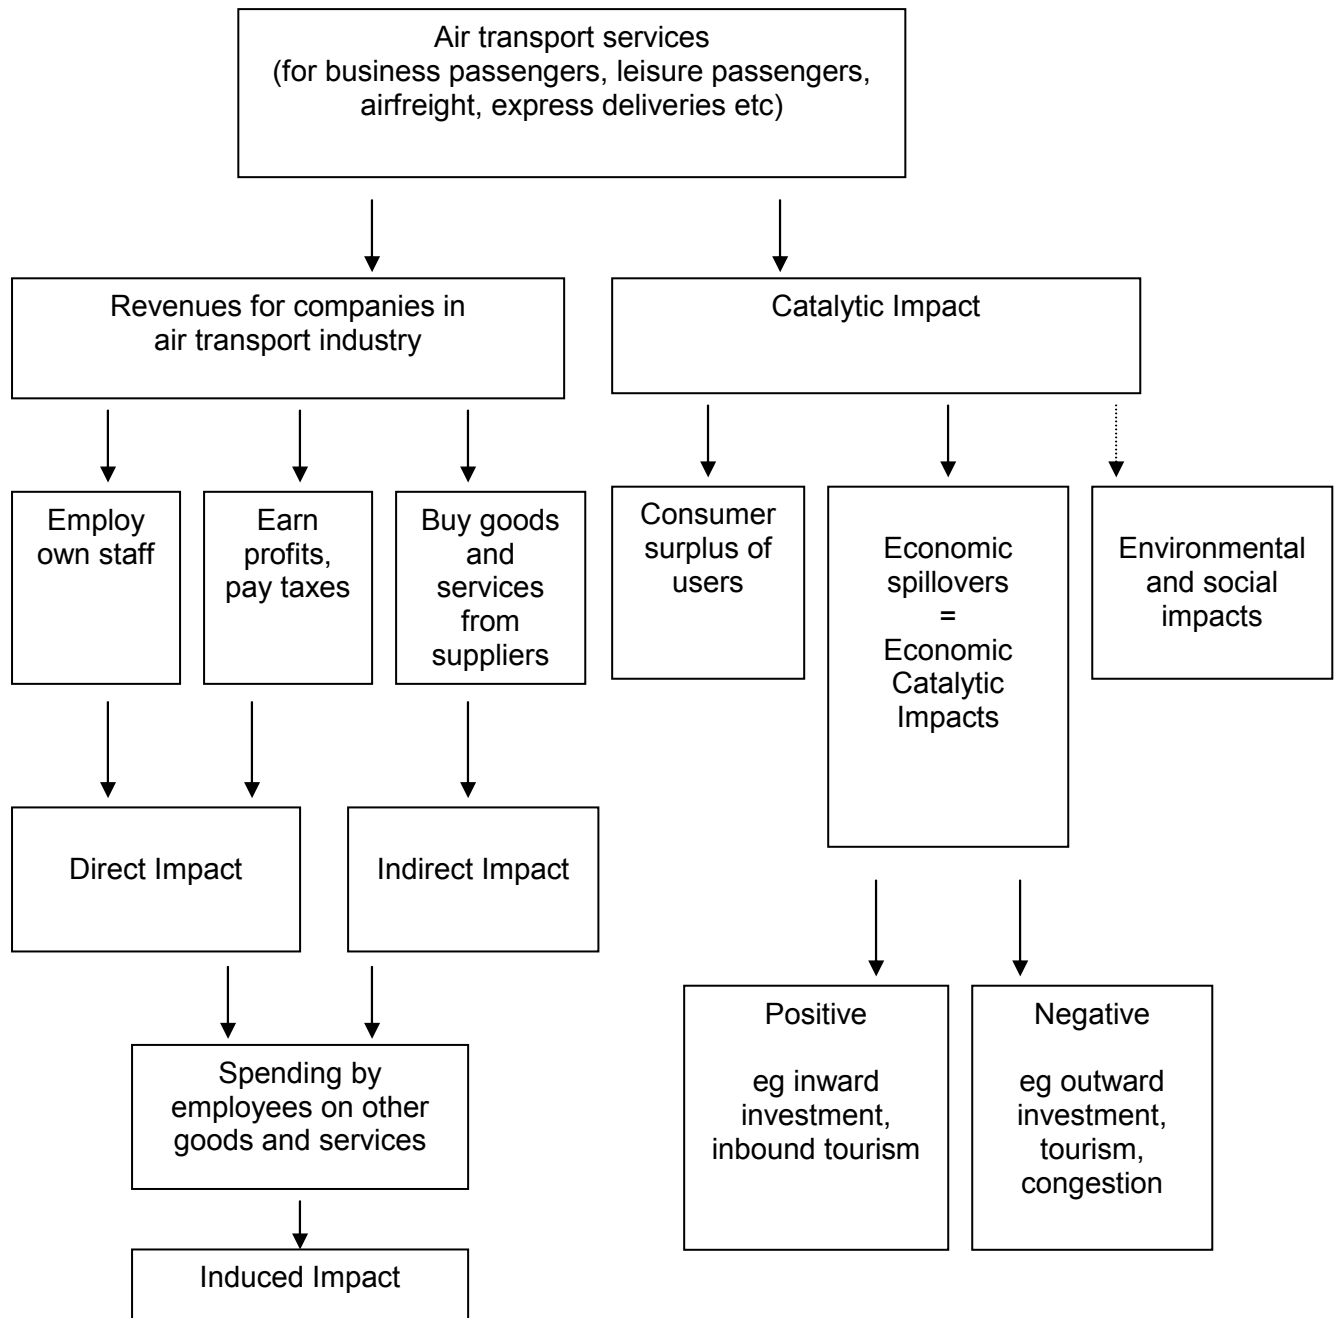 Air transport services
(for business passengers, leisure passengers,
airfreight, express deliveries etc)
Revenues for companies in
air transport industry
Catalytic Impact
Employ
own staff
Earn
profits,
pay taxes
Buy goods
and
services
from
suppliers
Consumer
surplus of
users
Economic
spillovers
=
Economic
Catalytic
Impacts
Environmental
and social
impacts
Direct Impact
Indirect Impact
Spending by
employees on other
goods and services
Positive
eg inward
investment,
inbound tourism
Negative
eg outward
investment,
tourism,
congestion
Induced Impact